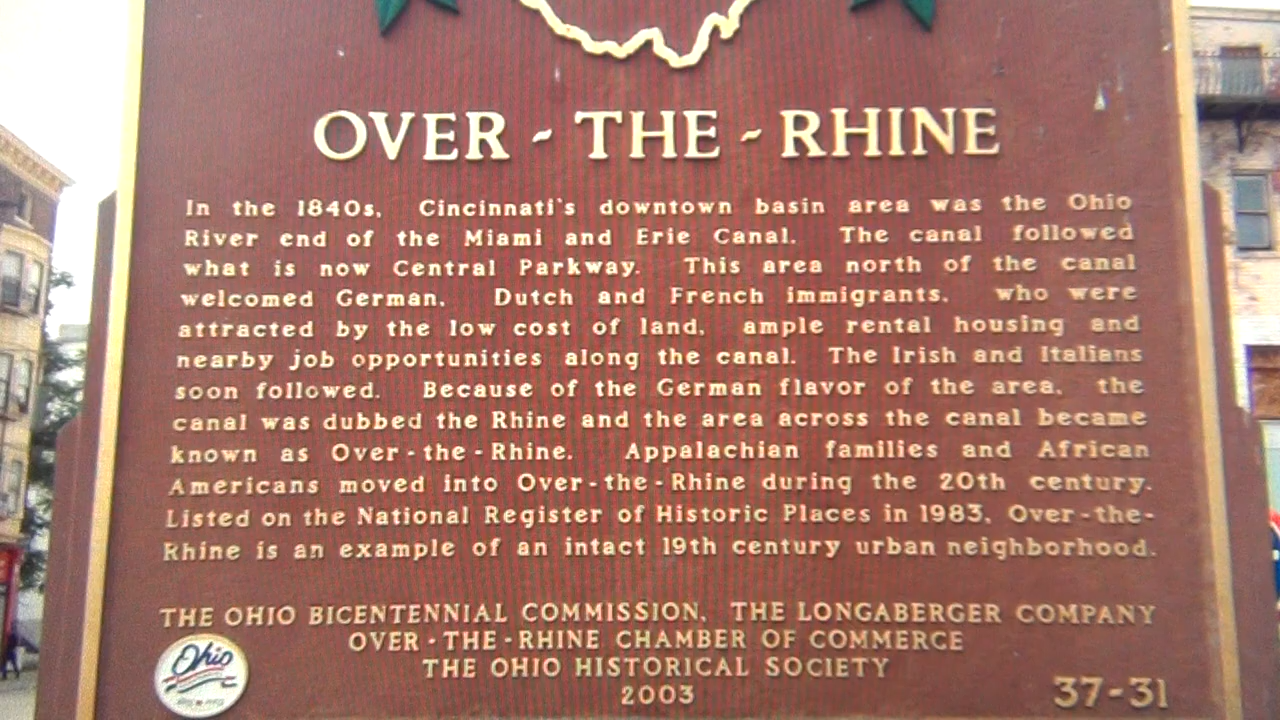 OVER-THE-RHINE
In the 1840s, Cincinnati's downtown basin area was the Ohio
River end of the Miami and Erie Canal. The canal followed
what is now Central Parkway. This area north of the canal
welcomed German, Dutch and French immigrants, who were
attracted by the low cost of land, ample rental housing and
nearby job opportunities along the canal. The Irish and Italians
soon followed. Because of the German flavor of the area, the
canal was dubbed the Rhine and the area across the canal became
known as Over-the-Rhine. Appalachian families and African
Americans moved into Over-the-Rhine during the 20th century.
Listed on the National Register of Historic Places in 1983, Over-the-
Rhine is an example of an intact 19th century urban neighborhood.
THE OHIO BICENTENNIAL COMMISSION, THE LONGABERGER COMPANY
OVER-THE-RHINE CHAMBER OF COMMERCE
THE OHIO HISTORICAL SOCIETY
2003
37-31
Ohio